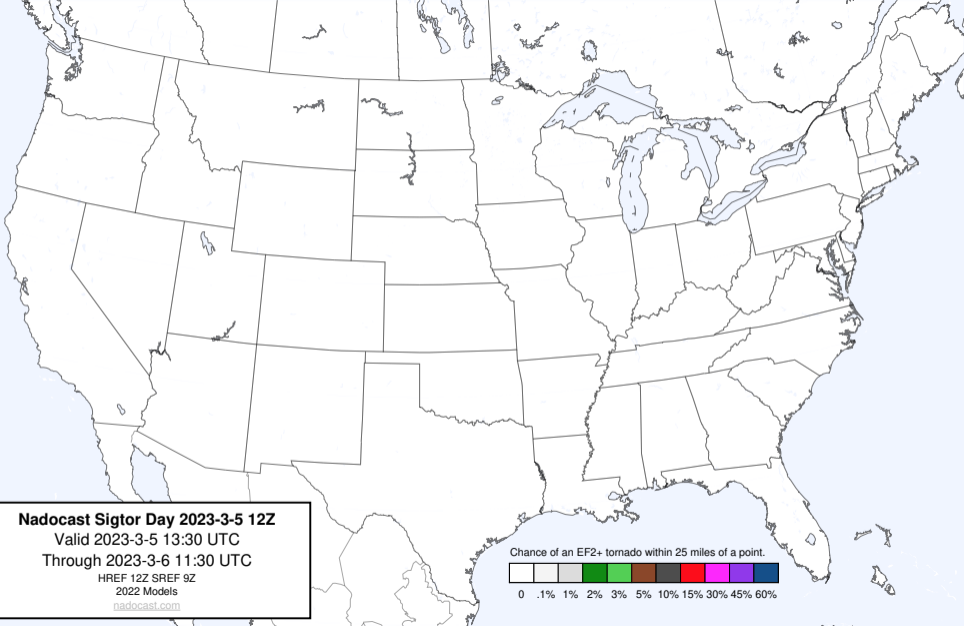 Nadocast Sigtor Day 2023-3-5 12Z
Valid 2023-3-5 13:30 UTC
Through 2023-3-6 11:30 UTC
HREF 12Z SREF 9Z
2022 Models
nadocast.com
Chance of an EF2+ tornado within 25 miles of a point.
0 .1% 1% 2% 3% 5% 10% 15% 30% 45% 60%